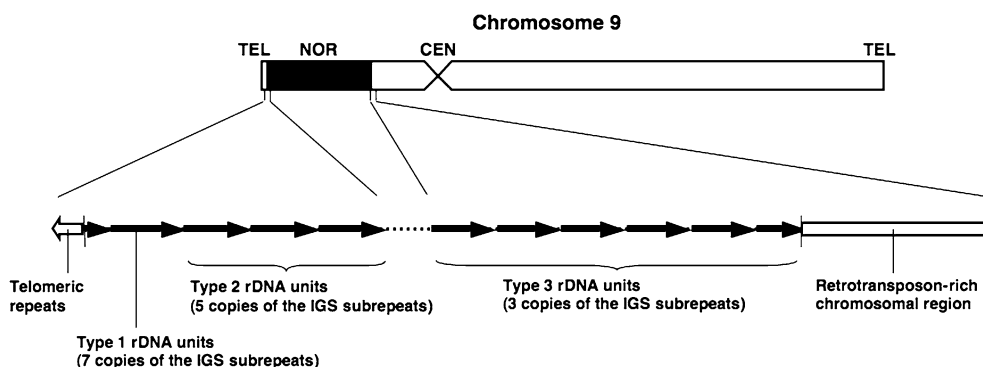 Chromosome 9
TEL NOR CEN TEL
Telomeric
repeats
Type 2 rDNA units
(5 copies of the IGS subrepeats)
Type 3 rDNA units
(3 copies of the IGS subrepeats)
Retrotransposon-rich
chromosomal region
Type 1 rDNA units
(7 copies of the IGS subrepeats)